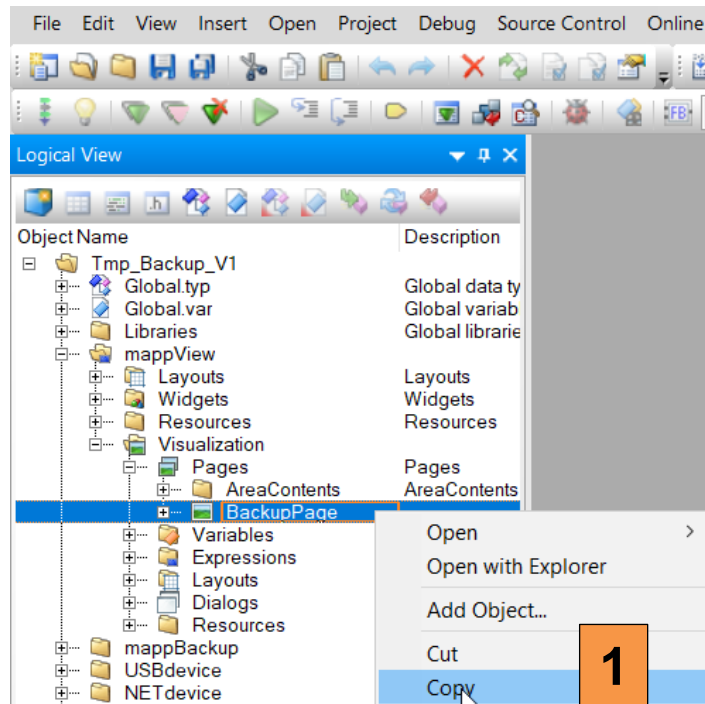 File Edit View Insert Open Project Debug Source Control Online
.h
C
FB
Logical View
Object Name Description
Tmp_Backup_V1
Global.typ Global data ty
Global.var Global variab
Libraries Global librarie
mappView
Layouts Layouts
Widgets Widgets
Resources Resources
Visualization
Pages Pages
AreaContents AreaContents
BackupPage
Variables
Expressions
Layouts
Dialogs
Resources
mappBackup
USBdevice
NETdevice
Open
Open with Explorer
Add Object...
Cut
Copy
1